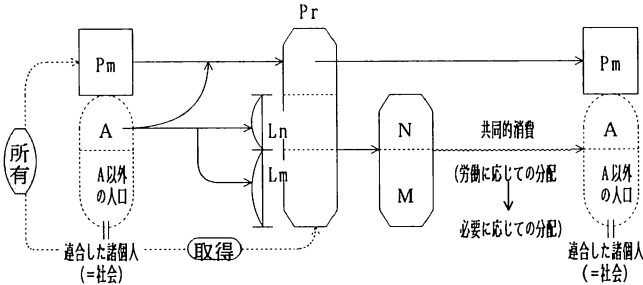 Pr
Pm
Pm
A
Ln
N
共同的消費
A
所有
A以外
の人口
Lm
M
(労働に応じての分配
A以外
の人口
必要に応じての分配)
連合した諸個人
(=社会)
取得
連合した諸個人
(=社会)